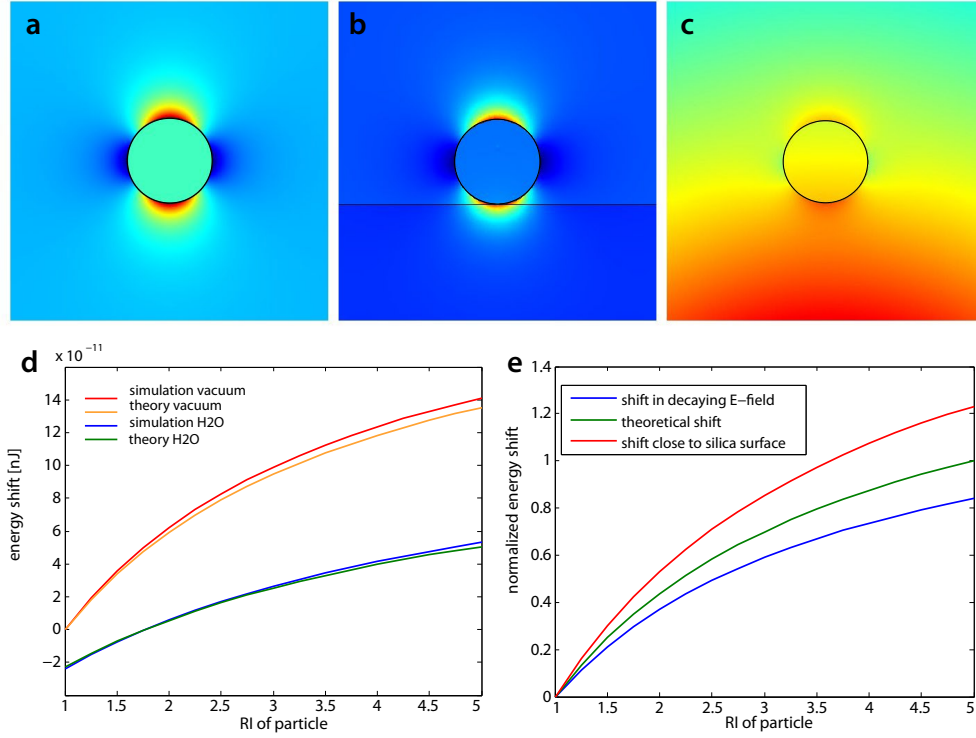 a
b
c
d
x 10 −11
energy shift [nJ]
14
12
10
8
6
4
2
0
−2
simulation vacuum
theory vacuum
simulation H2O
theory H2O
1 1.5 2 2.5 3 3.5 4 4.5 5
RI of particle
e
normalized energy shift
1.4
1.2
1
0.8
0.6
0.4
0.2
0
shift in decaying E−field
theoretical shift
shift close to silica surface
1 1.5 2 2.5 3 3.5 4 4.5 5
RI of particle